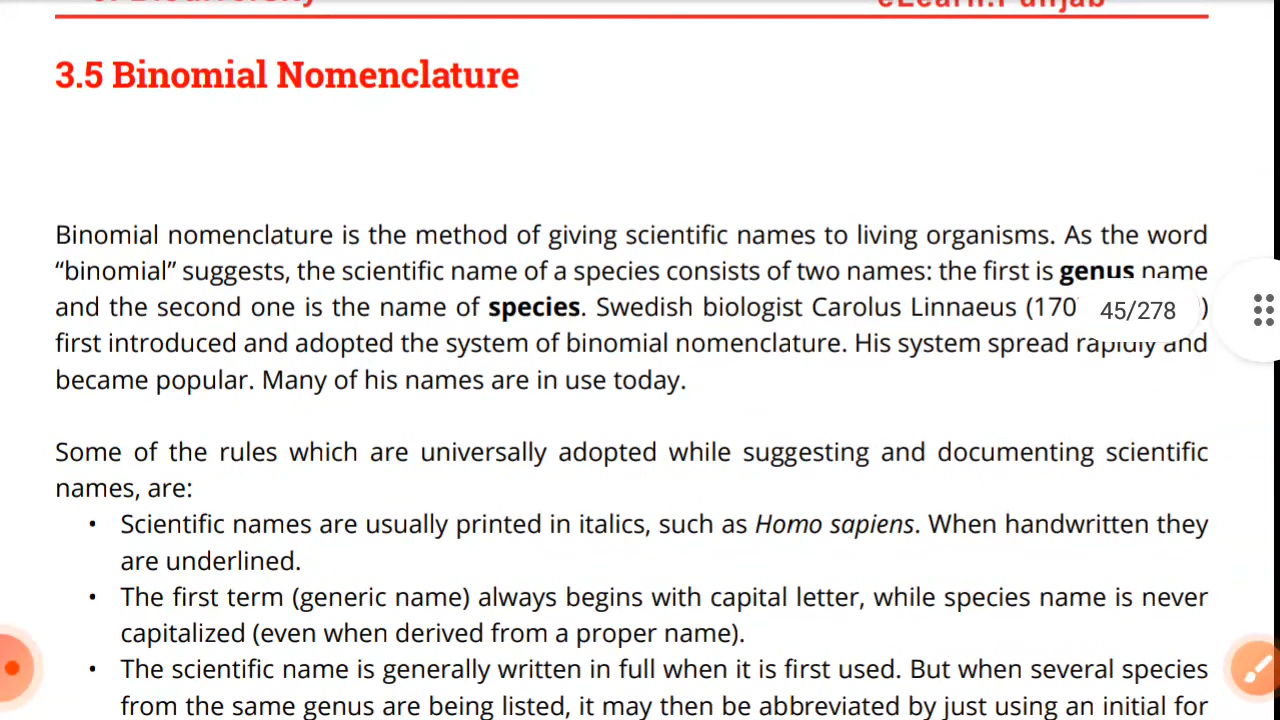 3.5 Binomial Nomenclature
Binomial nomenclature is the method of giving scientific names to living organisms. As the word
“binomial” suggests, the scientific name of a species consists of two names: the first is genus name
and the second one is the name of species. Swedish biologist Carolus Linnaeus (170 )
45/278
first introduced and adopted the system of binomial nomenclature. His system spread rapidly and
became popular. Many of his names are in use today.
Some of the rules which are universally adopted while suggesting and documenting scientific
names, are:
• Scientific names are usually printed in italics, such as Homo sapiens. When handwritten they
are underlined.
• The first term (generic name) always begins with capital letter, while species name is never
capitalized (even when derived from a proper name).
• The scientific name is generally written in full when it is first used. But when several species
from the same genus are being listed, it may then be abbreviated by just using an initial for